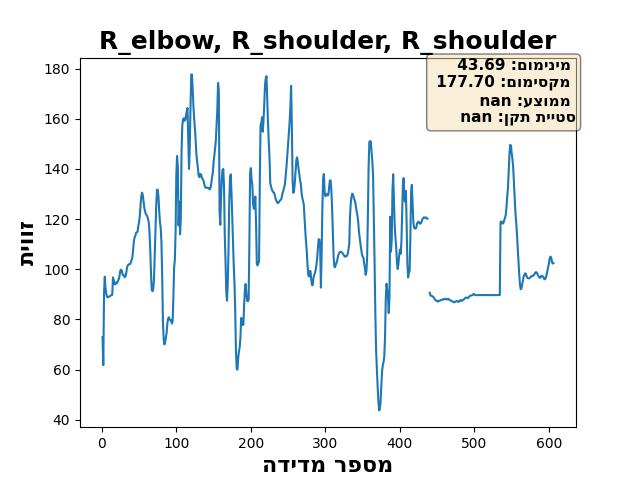 R_elbow, R_shoulder, R_shoulder
מינימום: 43.69
מקסימום: 177.70
ממוצע: nan
סטיית תקן: nan
זווית
180
160
140
120
100
80
60
40
0 100 200 300 400 500 600
מספר מדידה